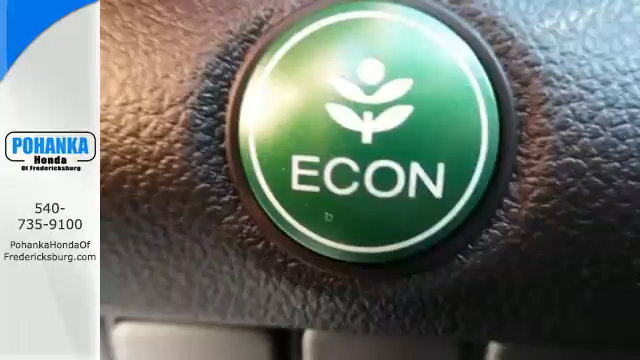 POHANKA
Honda
Of Fredericksburg
540-
735-9100
PohankaHondaOf
Fredericksburg.com
ECON